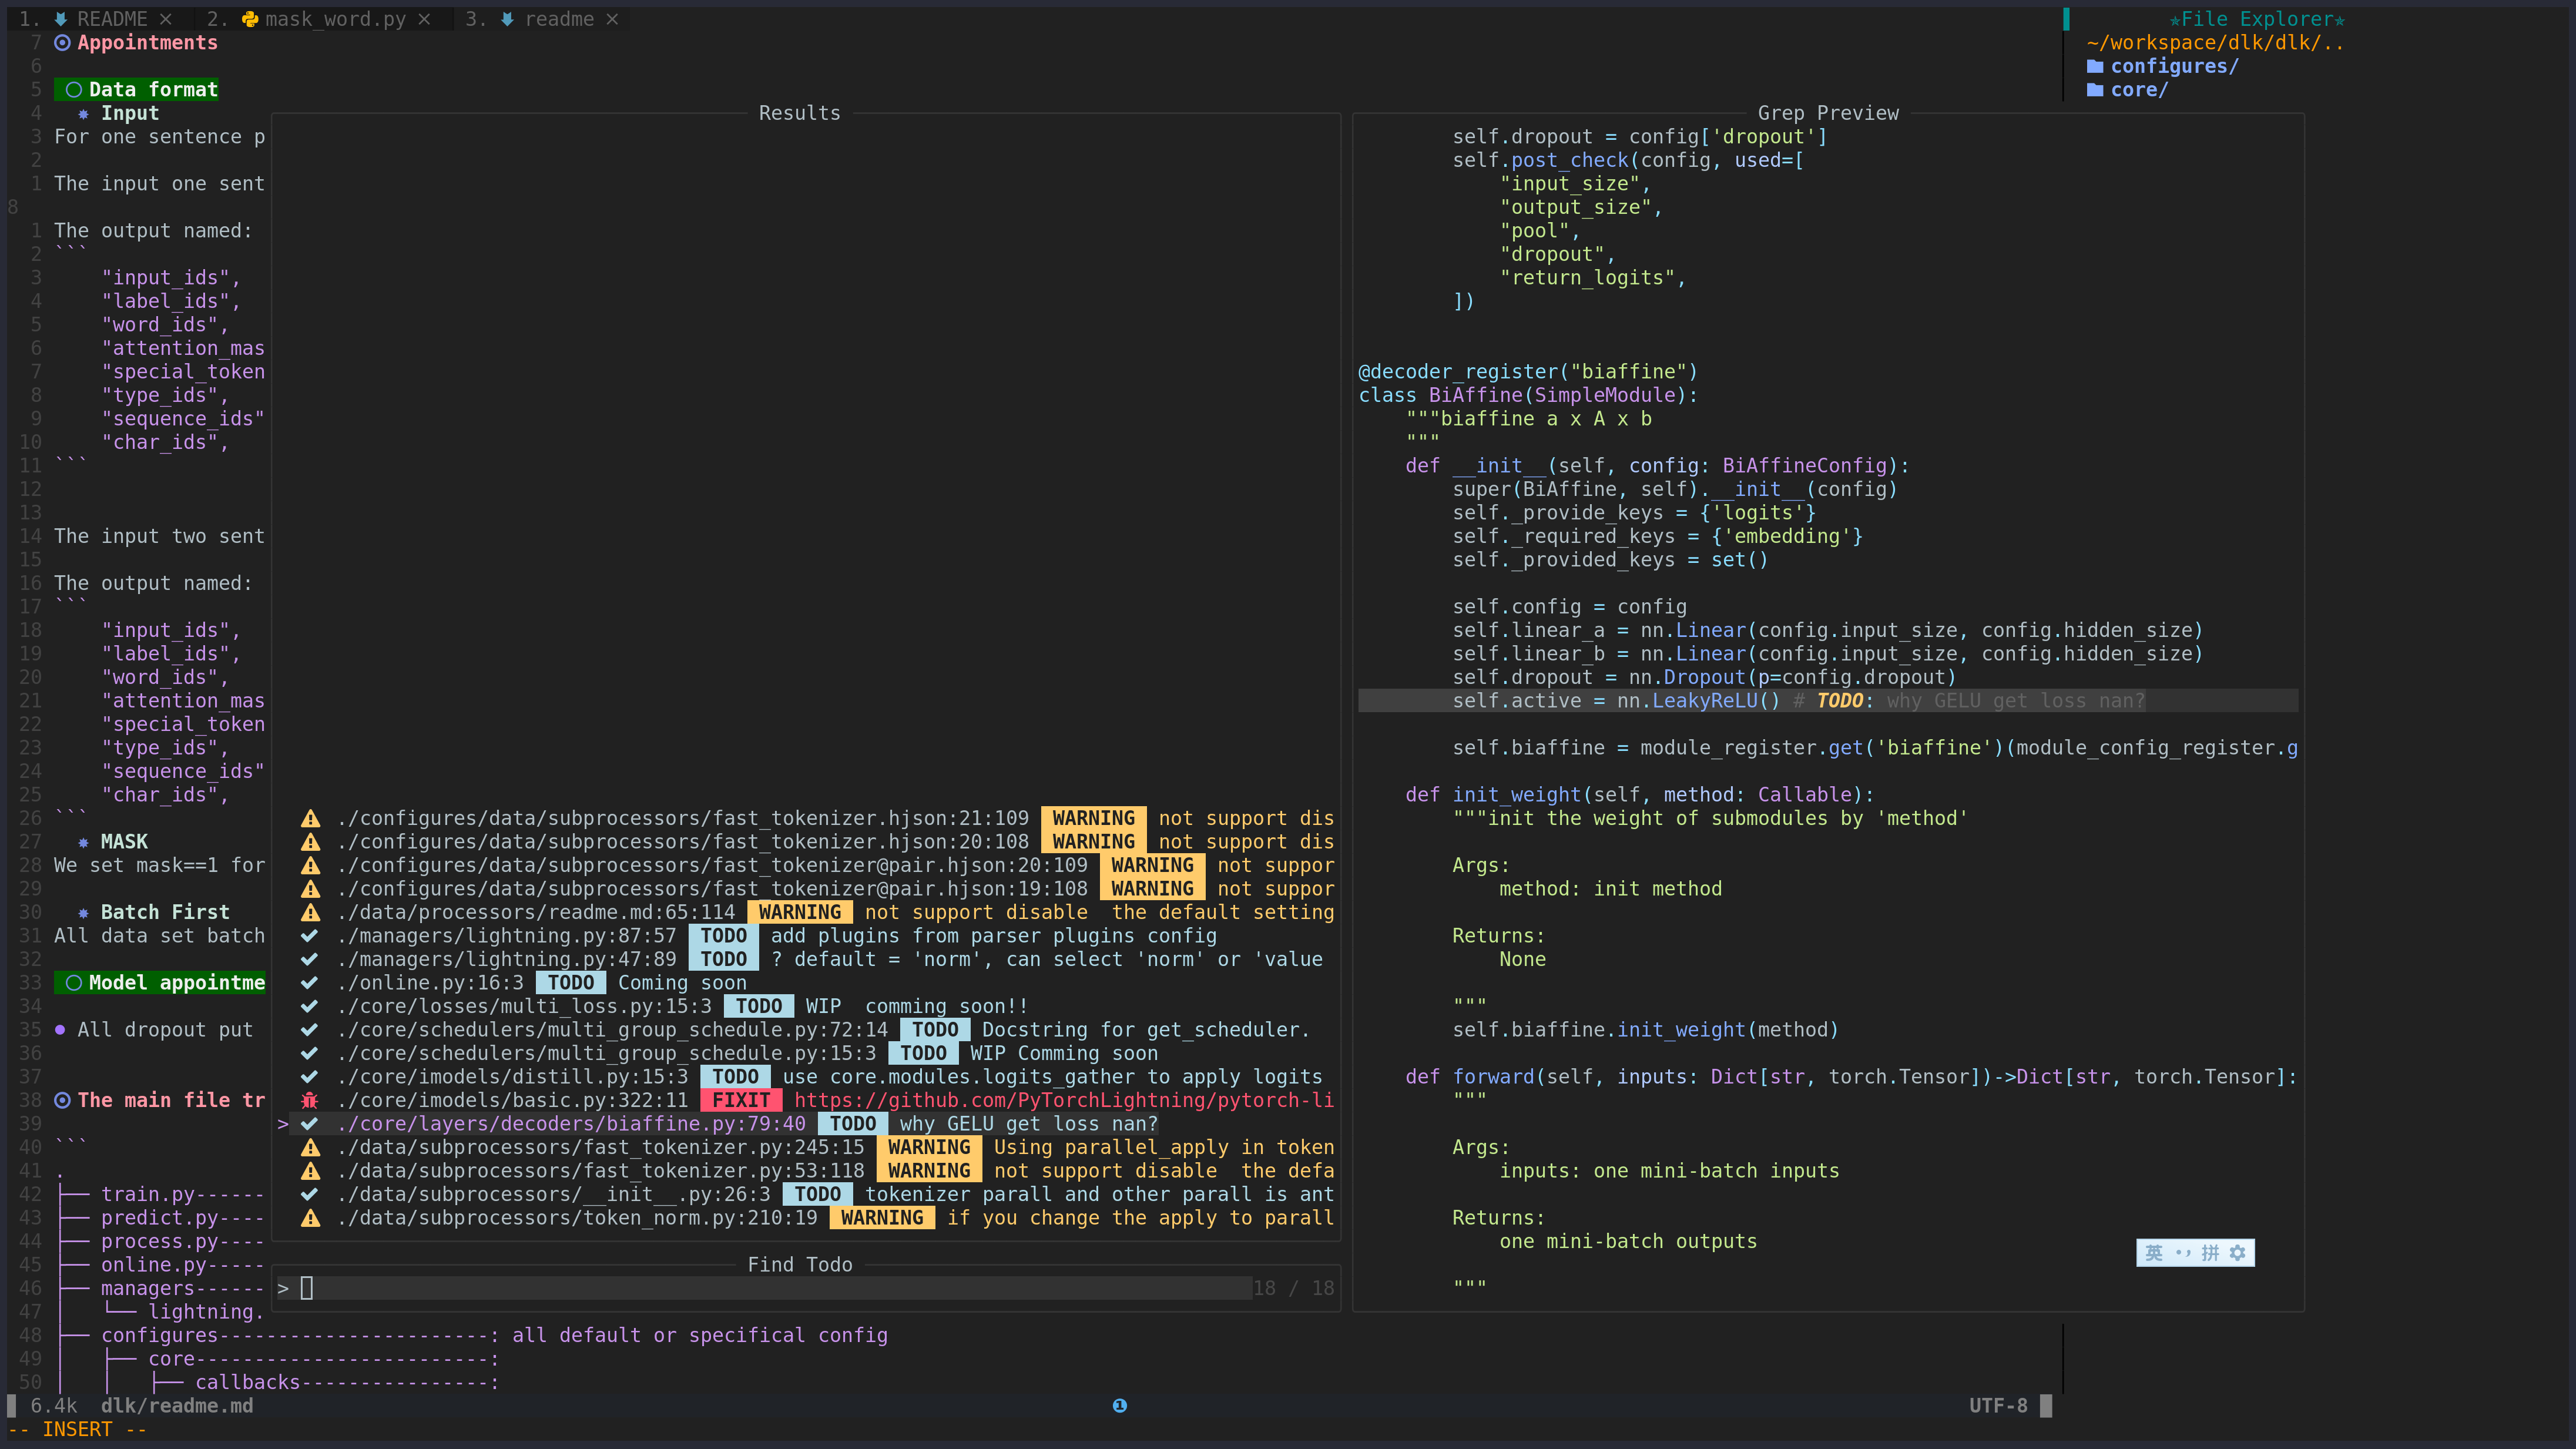 1. README × 2. mask_word.py × 3. readme ×
7 Appointments
6
5 Data format
4 Input
3 For one sentence p
2
1 The input one sent
8
1 The output named:
2 ```
3 "input_ids",
4 "label_ids",
5 "word_ids",
6 "attention_mas
7 "special_token
8 "type_ids",
9 "sequence_ids"
10 "char_ids",
11 ```
12
13
14 The input two sent
15
16 The output named:
17 ```
18 "input_ids",
19 "label_ids",
20 "word_ids",
21 "attention_mas
22 "special_token
23 "type_ids",
24 "sequence_ids"
25 "char_ids",
26 ```
27 MASK
28 We set mask==1 for
29
30 Batch First
31 All data set batch
32
33 Model appointme
34
35 ● All dropout put
36
37
38 The main file tr
39
40 ```
41 .
42 ├── train.py------
43 ├── predict.py----
44 ├── process.py----
45 ├── online.py-----
46 ├── managers------
47 │   └── lightning.
48 ├── configures-----------------------: all default or specifical config
49 │   ├── core-------------------------:
50 │   │   ├── callbacks----------------:
6.4k dlk/readme.md
1
UTF-8
-- INSERT --
Results
./configures/data/subprocessors/fast_tokenizer.hjson:21:109 WARNING not support dis
./configures/data/subprocessors/fast_tokenizer.hjson:20:108 WARNING not support dis
./configures/data/subprocessors/fast_tokenizer@pair.hjson:20:109 WARNING not suppor
./configures/data/subprocessors/fast_tokenizer@pair.hjson:19:108 WARNING not suppor
./data/processors/readme.md:65:114 WARNING not support disable  the default setting
./managers/lightning.py:87:57 TODO add plugins from parser plugins config
./managers/lightning.py:47:89 TODO ? default = 'norm', can select 'norm' or 'value
./online.py:16:3 TODO Coming soon
./core/losses/multi_loss.py:15:3 TODO WIP  comming soon!!
./core/schedulers/multi_group_schedule.py:72:14 TODO Docstring for get_scheduler.
./core/schedulers/multi_group_schedule.py:15:3 TODO WIP Comming soon
./core/imodels/distill.py:15:3 TODO use core.modules.logits_gather to apply logits
./core/imodels/basic.py:322:11 FIXIT https://github.com/PyTorchLightning/pytorch-li
> ./core/layers/decoders/biaffine.py:79:40 TODO why GELU get loss nan?
./data/subprocessors/fast_tokenizer.py:245:15 WARNING Using parallel_apply in token
./data/subprocessors/fast_tokenizer.py:53:118 WARNING not support disable  the defa
./data/subprocessors/__init__.py:26:3 TODO tokenizer parall and other parall is ant
./data/subprocessors/token_norm.py:210:19 WARNING if you change the apply to parall
Find Todo
> 18 / 18
Grep Preview
self.dropout = config['dropout']
self.post_check(config, used=[
"input_size",
"output_size",
"pool",
"dropout",
"return_logits",
])
@decoder_register("biaffine")
class BiAffine(SimpleModule):
"""biaffine a x A x b
"""
def __init__(self, config: BiAffineConfig):
super(BiAffine, self).__init__(config)
self._provide_keys = {'logits'}
self._required_keys = {'embedding'}
self._provided_keys = set()
self.config = config
self.linear_a = nn.Linear(config.input_size, config.hidden_size)
self.linear_b = nn.Linear(config.input_size, config.hidden_size)
self.dropout = nn.Dropout(p=config.dropout)
self.active = nn.LeakyReLU() # TODO: why GELU get loss nan?
self.biaffine = module_register.get('biaffine')(module_config_register.g
def init_weight(self, method: Callable):
"""init the weight of submodules by 'method'
Args:
method: init method
Returns:
None
"""
self.biaffine.init_weight(method)
def forward(self, inputs: Dict[str, torch.Tensor])->Dict[str, torch.Tensor]:
"""
Args:
inputs: one mini-batch inputs
Returns:
one mini-batch outputs
"""
英 •, 拼
✯File Explorer✯
~/workspace/dlk/dlk/..
configures/
core/